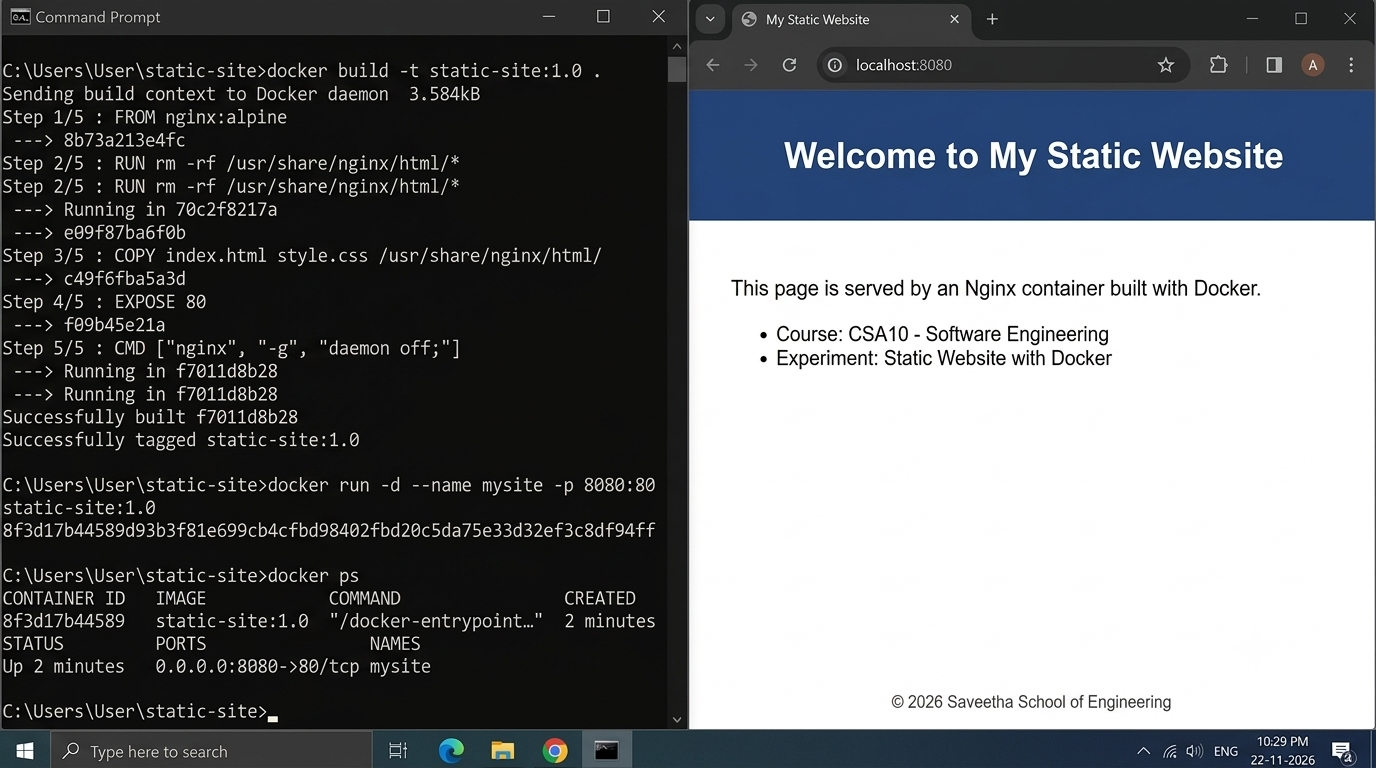 Command Prompt
C:\Users\User\static-site>docker build -t static-site:1.0 .
Sending build context to Docker daemon  3.584kB
Step 1/5 : FROM nginx:alpine
 ---> 8b73a213e4fc
Step 2/5 : RUN rm -rf /usr/share/nginx/html/*
Step 2/5 : RUN rm -rf /usr/share/nginx/html/*
 ---> Running in 70c2f8217a
 ---> e09f87ba6f0b
Step 3/5 : COPY index.html style.css /usr/share/nginx/html/
 ---> c49f6fba5a3d
Step 4/5 : EXPOSE 80
 ---> f09b45e21a
Step 5/5 : CMD ["nginx", "-g", "daemon off;"]
 ---> Running in f7011d8b28
 ---> Running in f7011d8b28
Successfully built f7011d8b28
Successfully tagged static-site:1.0
C:\Users\User\static-site>docker run -d --name mysite -p 8080:80
static-site:1.0
8f3d17b44589d93b3f81e699cb4cfbd98402fbd20c5da75e33d32ef3c8df94ff
C:\Users\User\static-site>docker ps
CONTAINER ID   IMAGE            COMMAND                CREATED
8f3d17b44589   static-site:1.0  "/docker-entrypoint…"  2 minutes
STATUS         PORTS                NAMES
Up 2 minutes   0.0.0.0:8080->80/tcp mysite
C:\Users\User\static-site>
My Static Website
localhost:8080
A
Welcome to My Static Website
This page is served by an Nginx container built with Docker.
• Course: CSA10 - Software Engineering
• Experiment: Static Website with Docker
© 2026 Saveetha School of Engineering
Type here to search
ENG
10:29 PM
22-11-2026